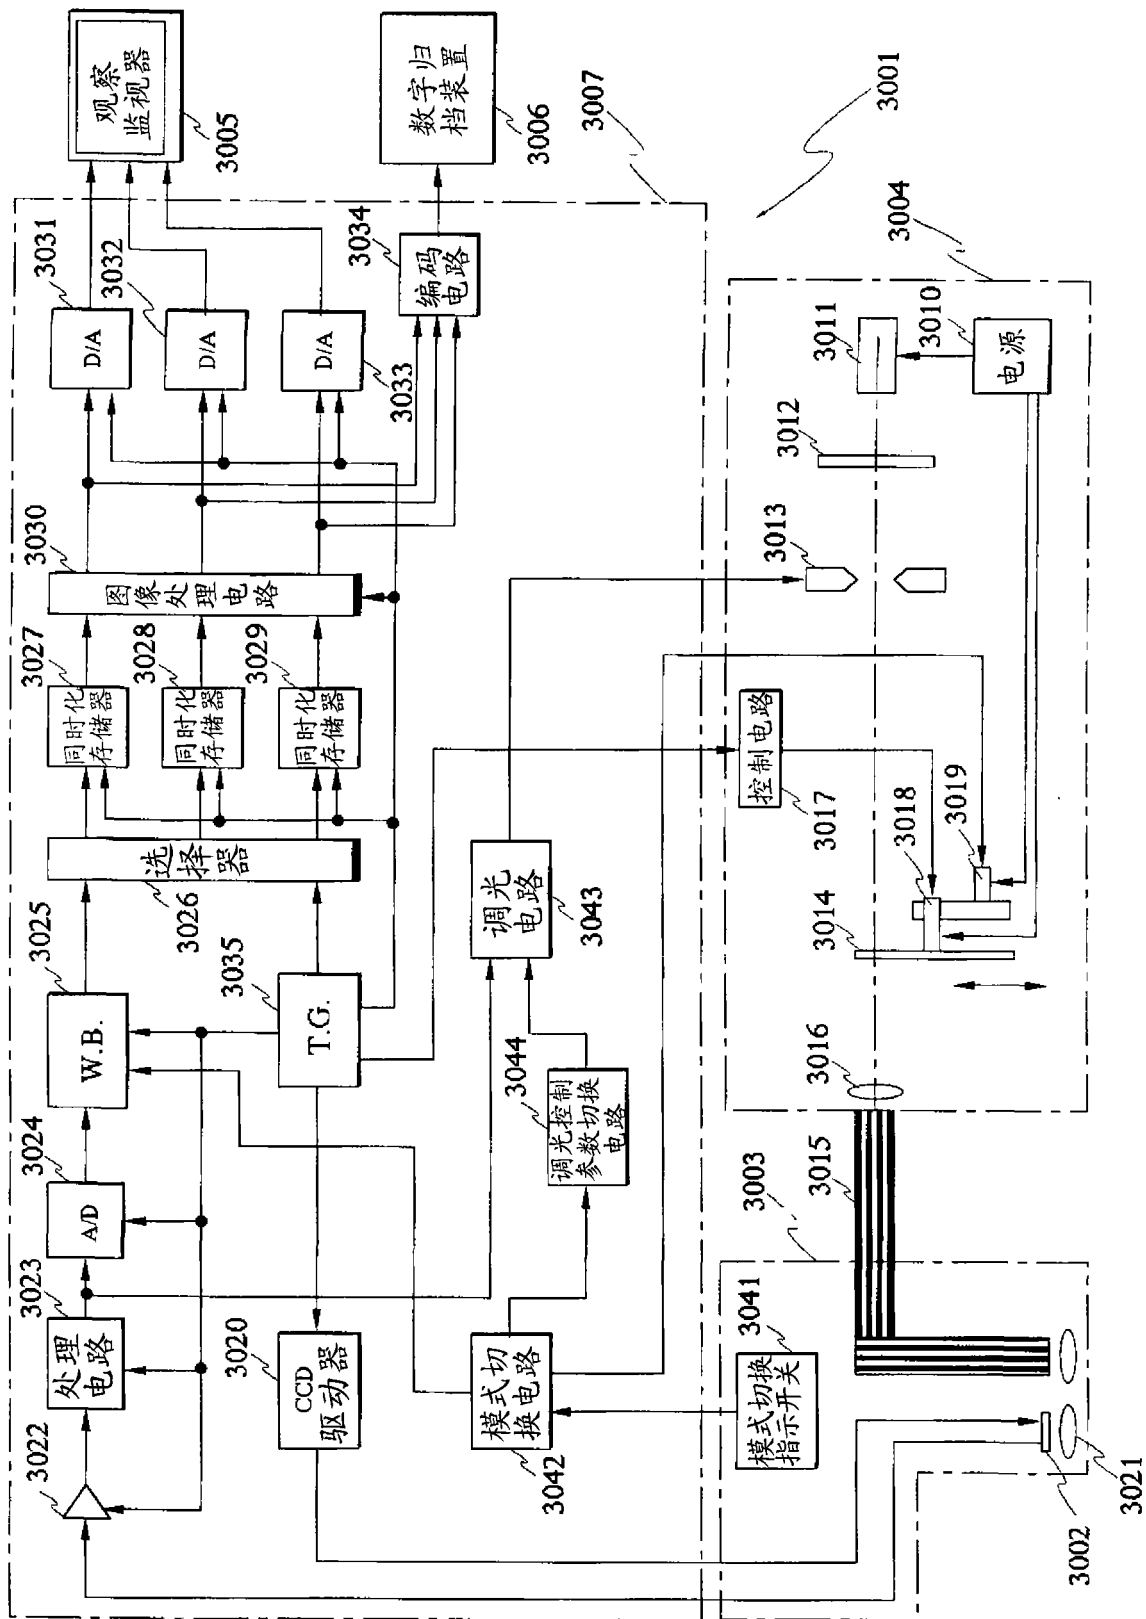 3022
处理
电路
3023
A/D
3024
W.B.
3025
选择器
3026
同时化
存储器
3027
同时化
存储器
3028
同时化
存储器
3029
图像处理电路
3030
D/A
3031
D/A
3032
D/A
3033
编码
电路
3034
观察
监视器
3005
数字归
档装置
3006
3007
3001
CCD
驱动器
3020
T.G.
3035
模式切
换电路
3042
调光控制
参数切换
电路
3044
调光
电路
3043
模式切换
指示开关
3041
3003
3002
3021
3015
3016
3014
控制电路
3017
3018
3019
3013
3012
3011
电源
3010
3004